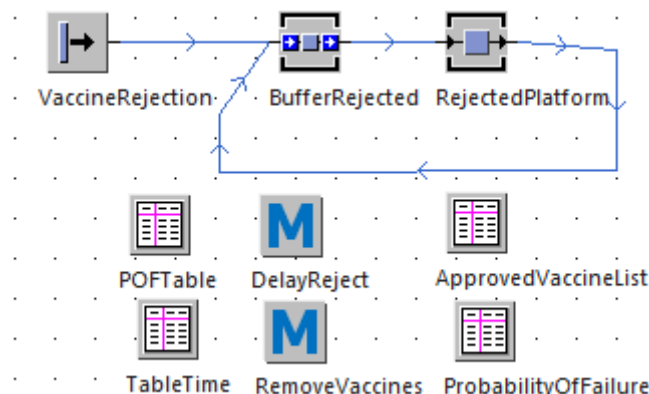 VaccineRejection
BufferRejected
RejectedPlatform
POFTable
M
DelayReject
ApprovedVaccineList
TableTime
M
RemoveVaccines
ProbabilityOfFailure